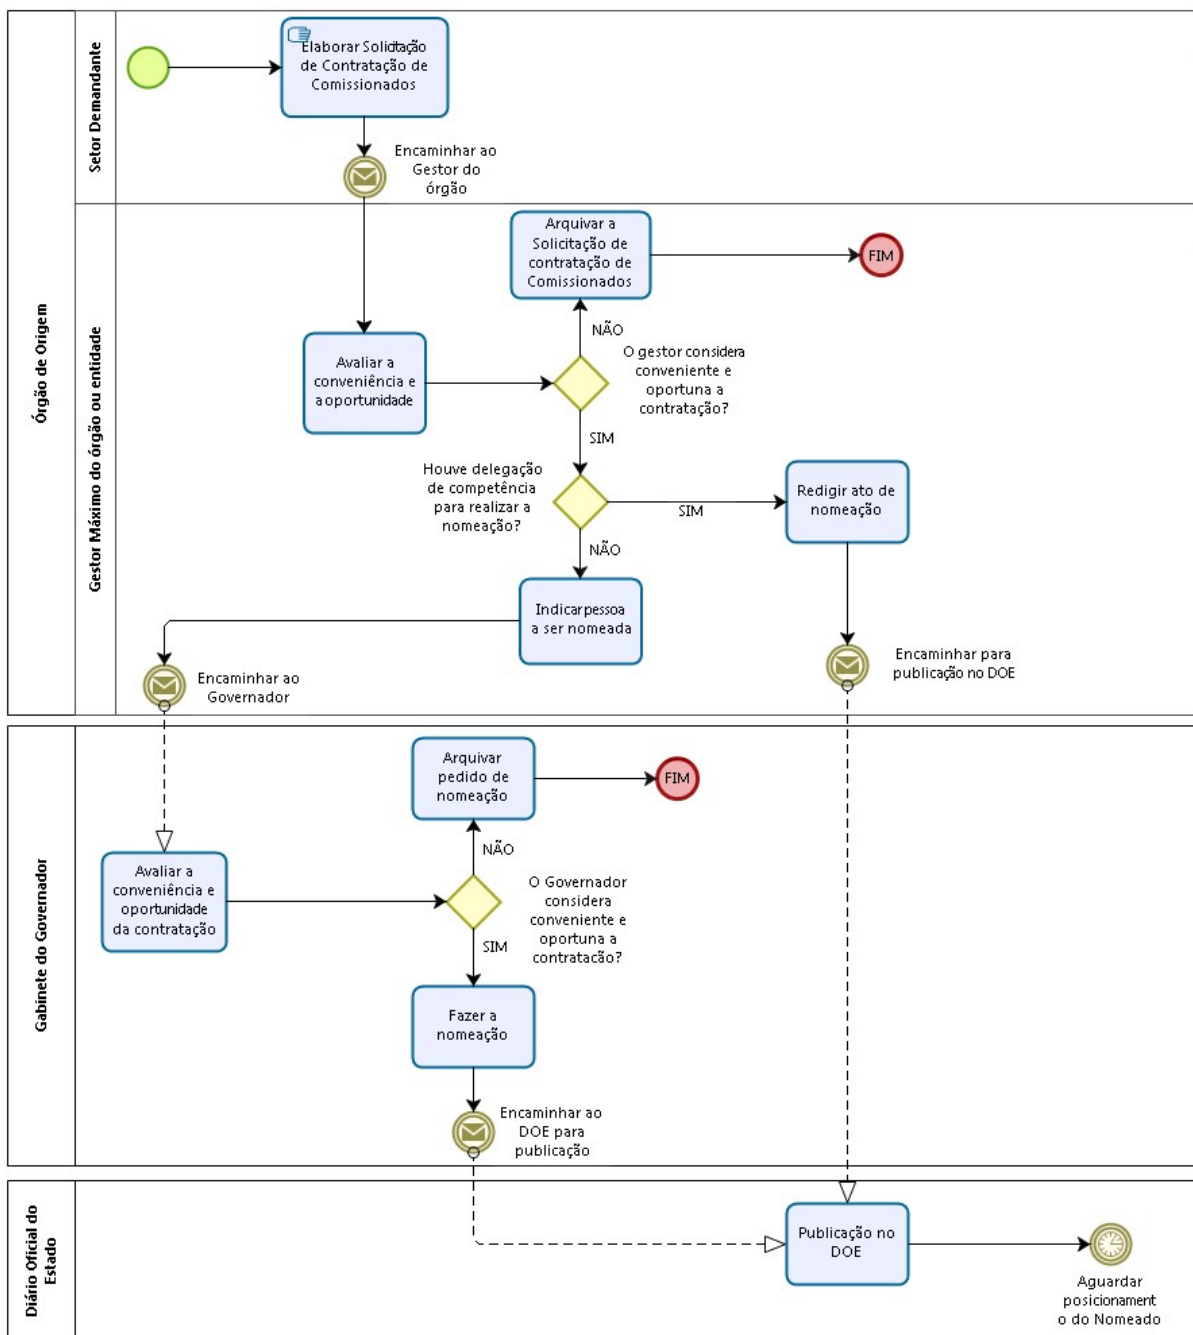 Órgão de Origem
Setor Demandante
Elaborar Solicitação
de Contratação de
Comissionados
Encaminhar ao
Gestor do
órgão
Gestor Máximo do órgão ou entidade
Arquivar a
Solicitação de
contratação de
Comissionados
FIM
NÃO
Avaliar a
conveniência e
a oportunidade
O gestor considera
conveniente e
oportuna a
contratação?
SIM
Houve delegação
de competência
para realizar a
nomeação?
SIM
Redigir ato de
nomeação
NÃO
Indicar pessoa
a ser nomeada
Encaminhar ao
Governador
Encaminhar para
publicação no DOE
Gabinete do Governador
Arquivar
pedido de
nomeação
FIM
NÃO
Avaliar a
conveniência e
oportunidade
da contratação
O Governador
considera
conveniente e
oportuna a
contratacão?
SIM
Fazer a
nomeação
Encaminhar ao
DOE para
publicação
Diário Oficial do
Estado
Publicação no
DOE
Aguardar
posicionament
o do Nomeado